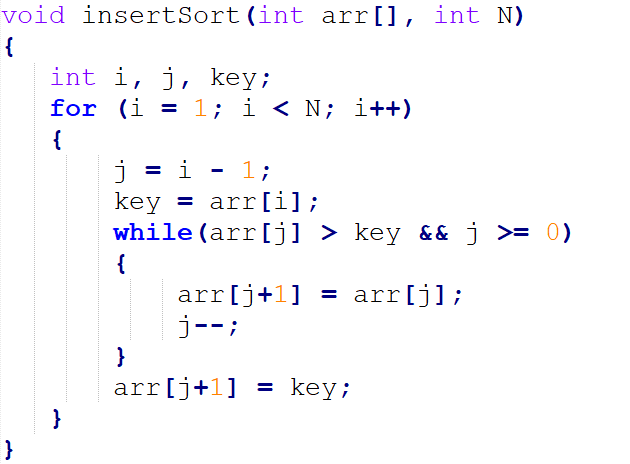 void insertSort(int arr[], int N)
{
    int i, j, key;
    for (i = 1; i < N; i++)
    {
        j = i - 1;
        key = arr[i];
        while(arr[j] > key && j >= 0)
        {
            arr[j+1] = arr[j];
            j--;
        }
        arr[j+1] = key;
    }
}